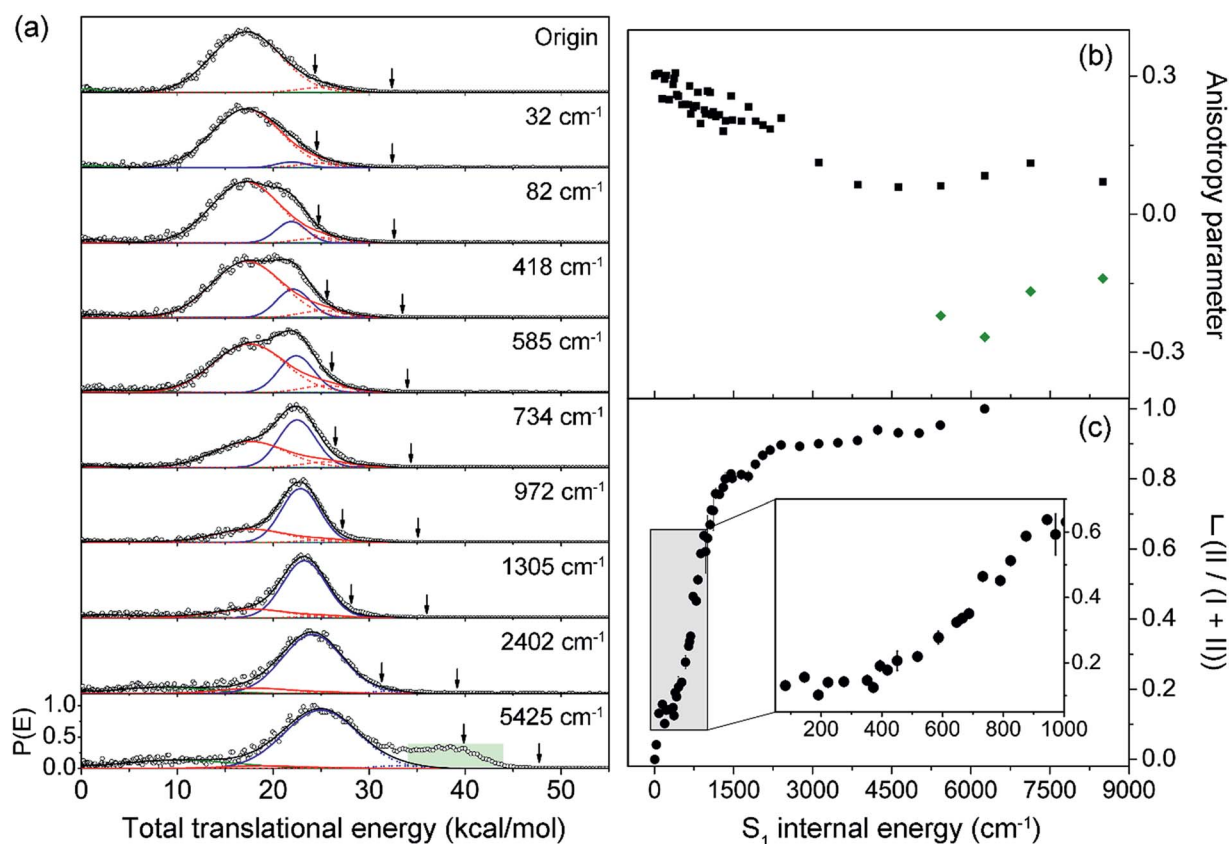 (a)
Origin
32 cm⁻¹
82 cm⁻¹
418 cm⁻¹
585 cm⁻¹
734 cm⁻¹
972 cm⁻¹
1305 cm⁻¹
2402 cm⁻¹
5425 cm⁻¹
P(E)
1.0
0.5
0.0
0 10 20 30 40 50
Total translational energy (kcal/mol)
(b)
0.3
0.0
-0.3
Anisotropy parameter
(c)
1.0
0.8
0.6
0.4
0.2
0.0
Γ (II / (I + II))
0.6
0.4
0.2
200 400 600 800 1000
0 1500 3000 4500 6000 7500 9000
S₁ internal energy (cm⁻¹)